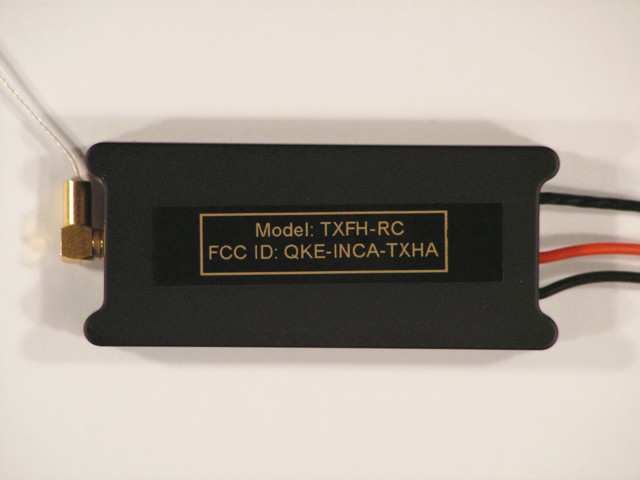 Model: TXFH-RC
FCC ID: QKE-INCA-TXHA